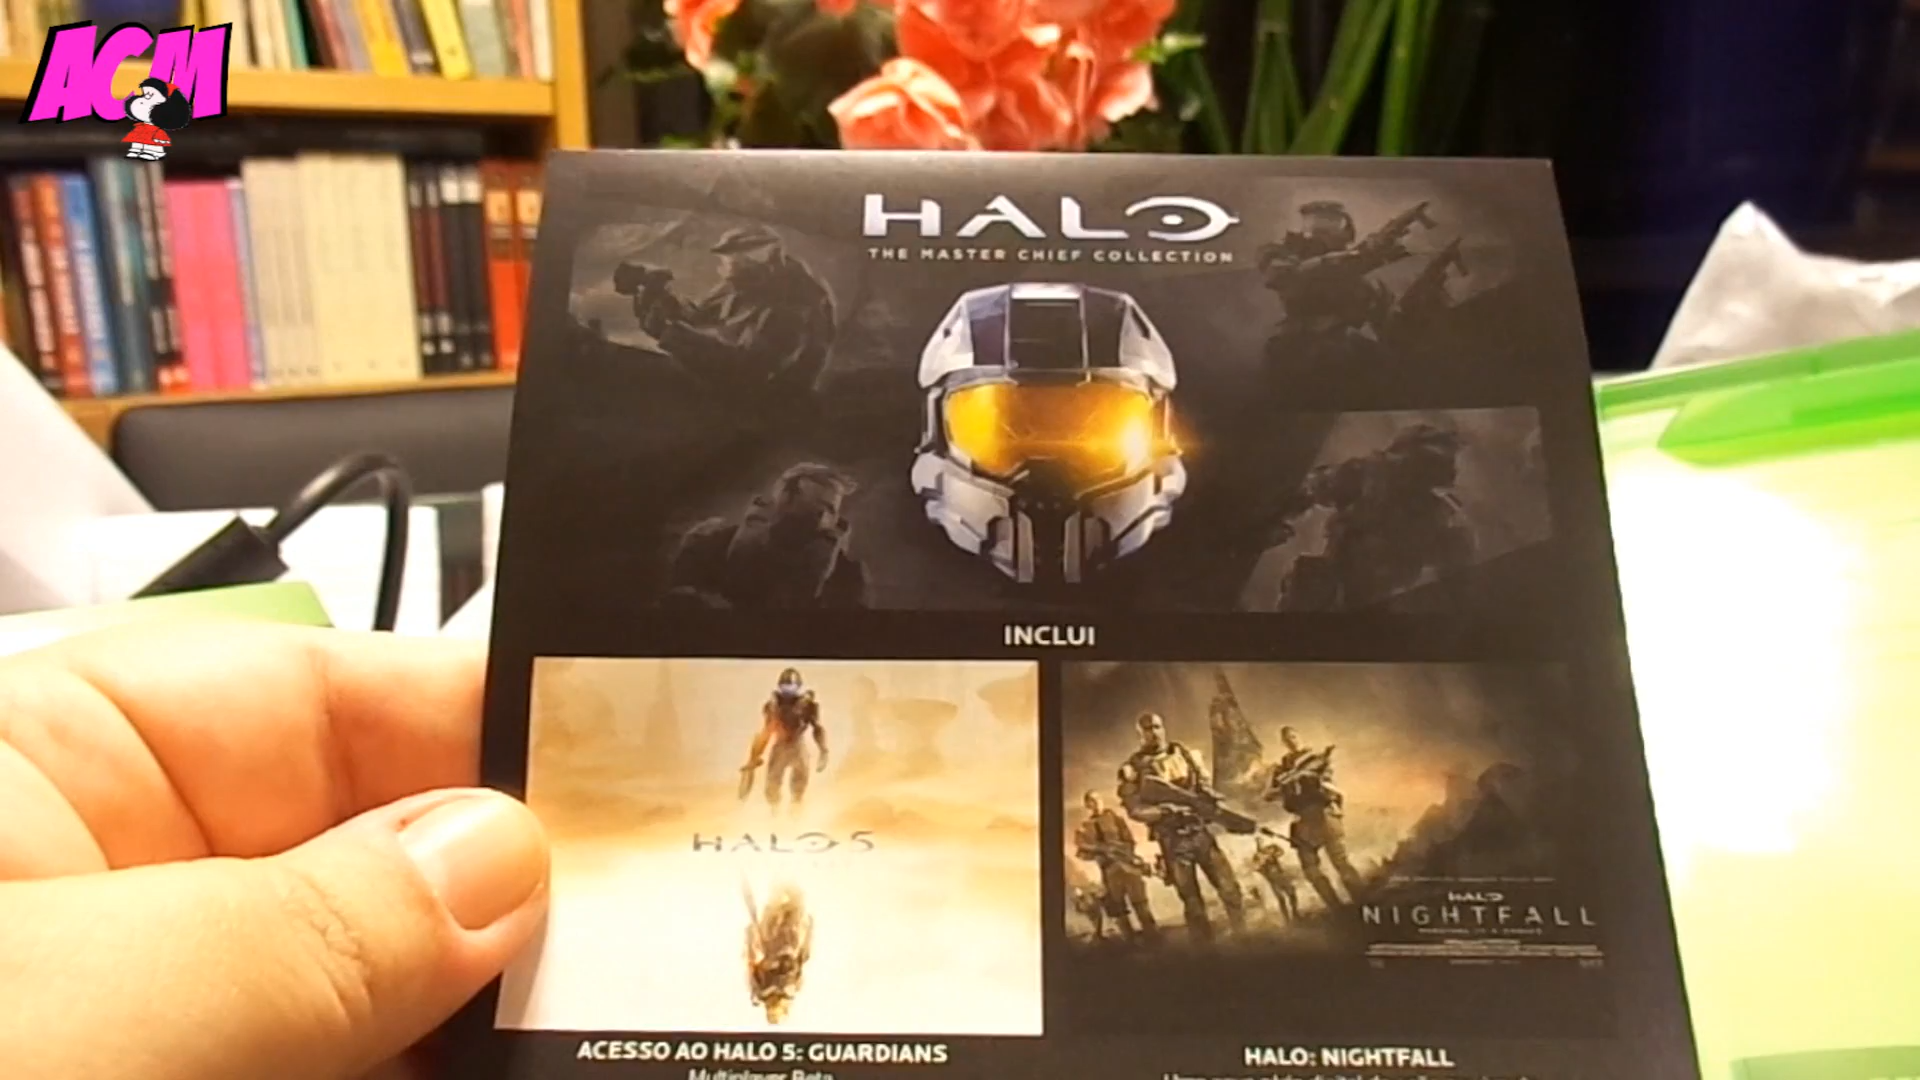 ACM
HALO
THE MASTER CHIEF COLLECTION
INCLUI
HALO 5
HALO
NIGHTFALL
ACESSO AO HALO 5: GUARDIANS
Multiplayer Beta
HALO: NIGHTFALL